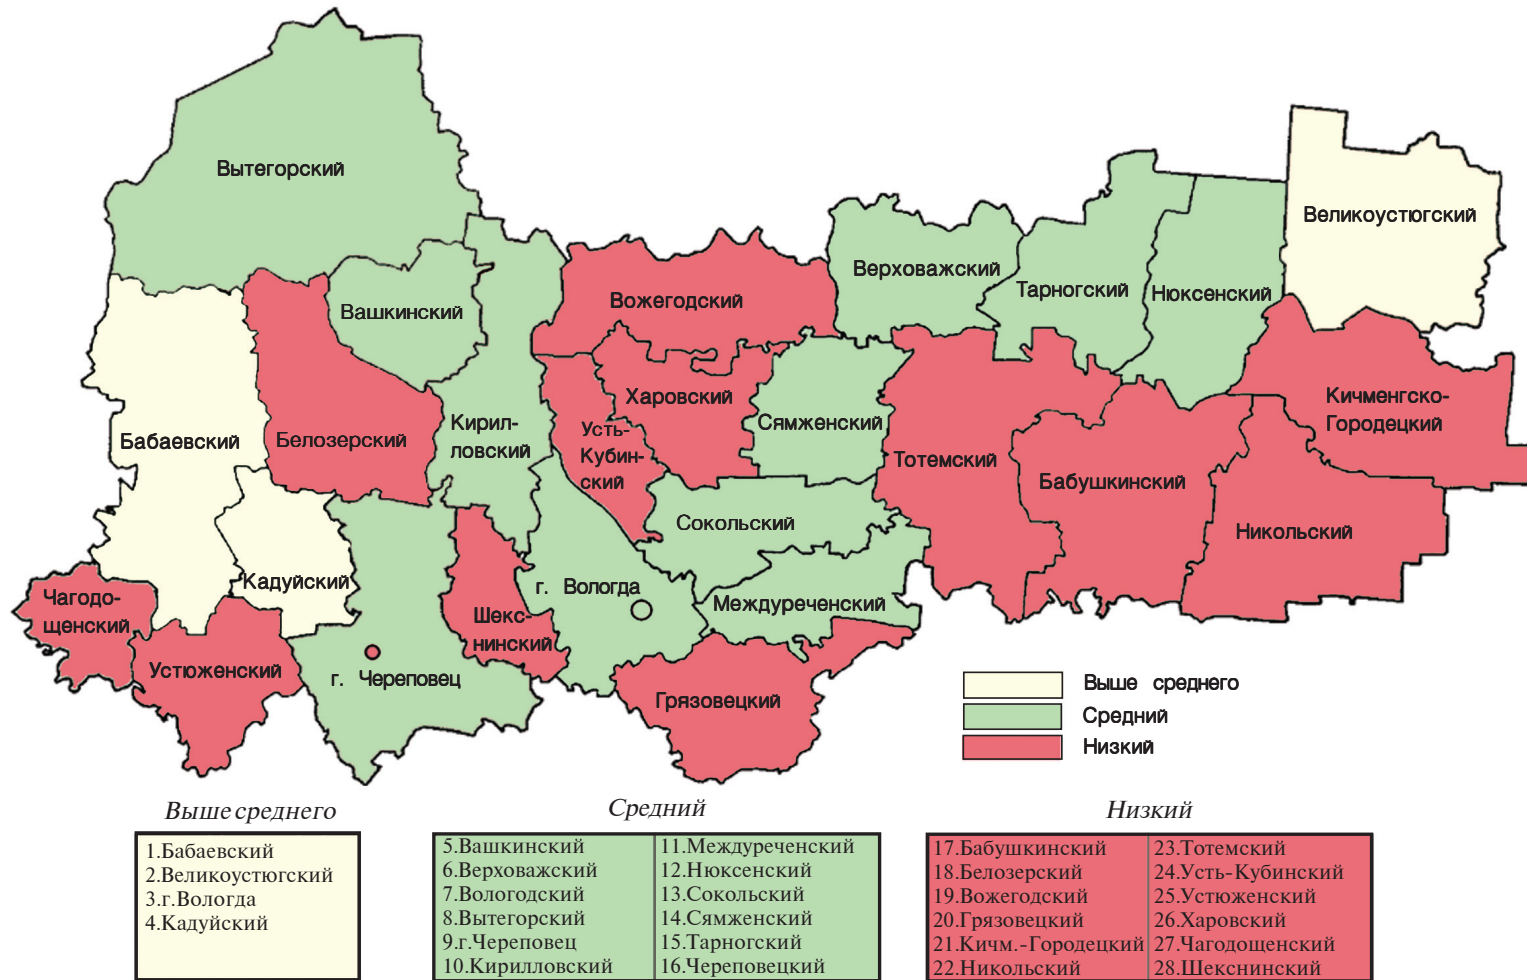 Вытегорский
Великоустюгский
Верховажский
Тарногский
Нюксенский
Вожегодский
Вашкинский
Харовский
Кичменгско-
Городецкий
Бабаевский
Белозерский
Кирил-
ловский
Усть-
Кубин-
ский
Сямженский
Тотемский
Бабушкинский
Сокольский
Никольский
Кадуйский
г. Вологда
Междуреченский
Чагодо-
щенский
Шекс-
нинский
Устюженский
г. Череповец
Грязовецкий
Выше среднего
Средний
Низкий
Выше среднего
1.Бабаевский
2.Великоустюгский
3.г.Вологда
4.Кадуйский
Средний
5.Вашкинский
6.Верховажский
7.Вологодский
8.Вытегорский
9.г.Череповец
10.Кирилловский
11.Междуреченский
12.Нюксенский
13.Сокольский
14.Сямженский
15.Тарногский
16.Череповецкий
Низкий
17.Бабушкинский
18.Белозерский
19.Вожегодский
20.Грязовецкий
21.Кичм.-Городецкий
22.Никольский
23.Тотемский
24.Усть-Кубинский
25.Устюженский
26.Харовский
27.Чагодощенский
28.Шекснинский